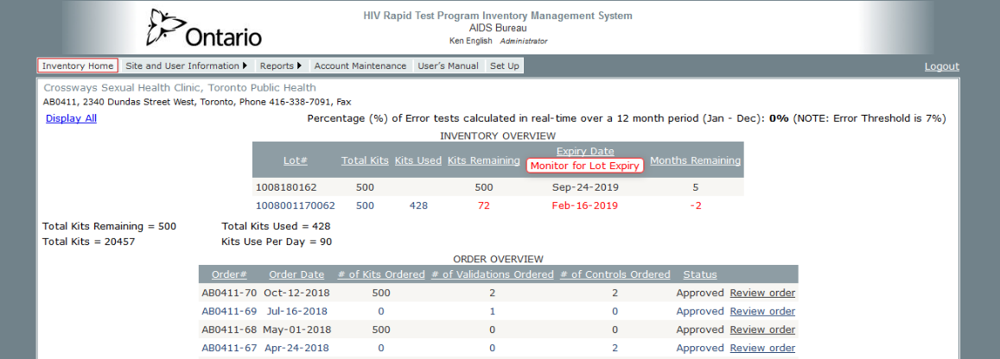 Ontario
HIV Rapid Test Program Inventory Management System
AIDS Bureau
Ken English Administrator
Inventory Home Site and User Information Reports Account Maintenance User's Manual Set Up Logout
Crossways Sexual Health Clinic, Toronto Public Health
AB0411, 2340 Dundas Street West, Toronto, Phone 416-338-7091, Fax
Display All Percentage (%) of Error tests calculated in real-time over a 12 month period (Jan - Dec): 0% (NOTE: Error Threshold is 7%)
INVENTORY OVERVIEW
Lot# Total Kits Kits Used Kits Remaining Expiry Date Months Remaining
Monitor for Lot Expiry
1008180162 500 500 Sep-24-2019 5
1008001170062 500 428 72 Feb-16-2019 -2
Total Kits Remaining = 500 Total Kits Used = 428
Total Kits = 20457 Kits Use Per Day = 90
ORDER OVERVIEW
Order# Order Date # of Kits Ordered # of Validations Ordered # of Controls Ordered Status
AB0411-70 Oct-12-2018 500 2 2 Approved Review order
AB0411-69 Jul-16-2018 0 1 0 Approved Review order
AB0411-68 May-01-2018 500 0 0 Approved Review order
AB0411-67 Apr-24-2018 0 0 2 Approved Review order